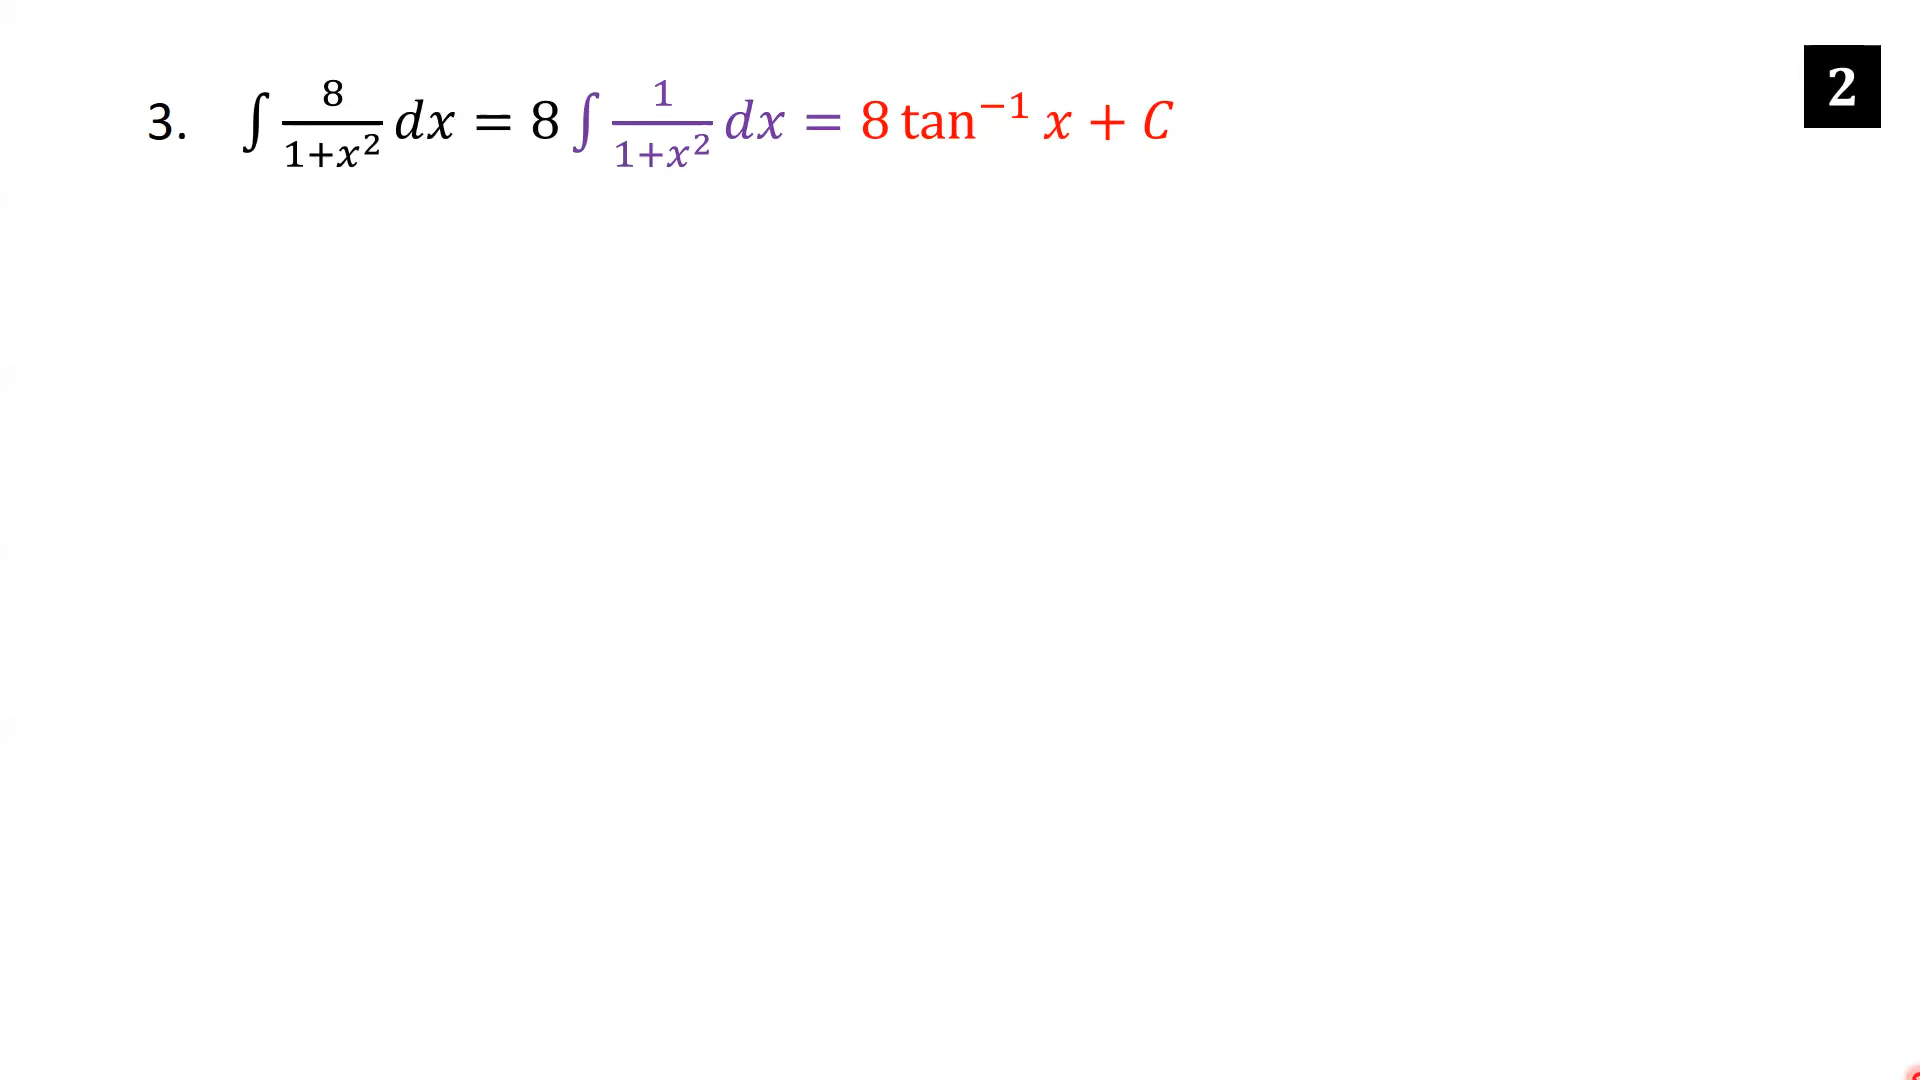 3. ∫ 8/(1+x²) dx = 8 ∫ 1/(1+x²) dx = 8 tan⁻¹ x + C
2